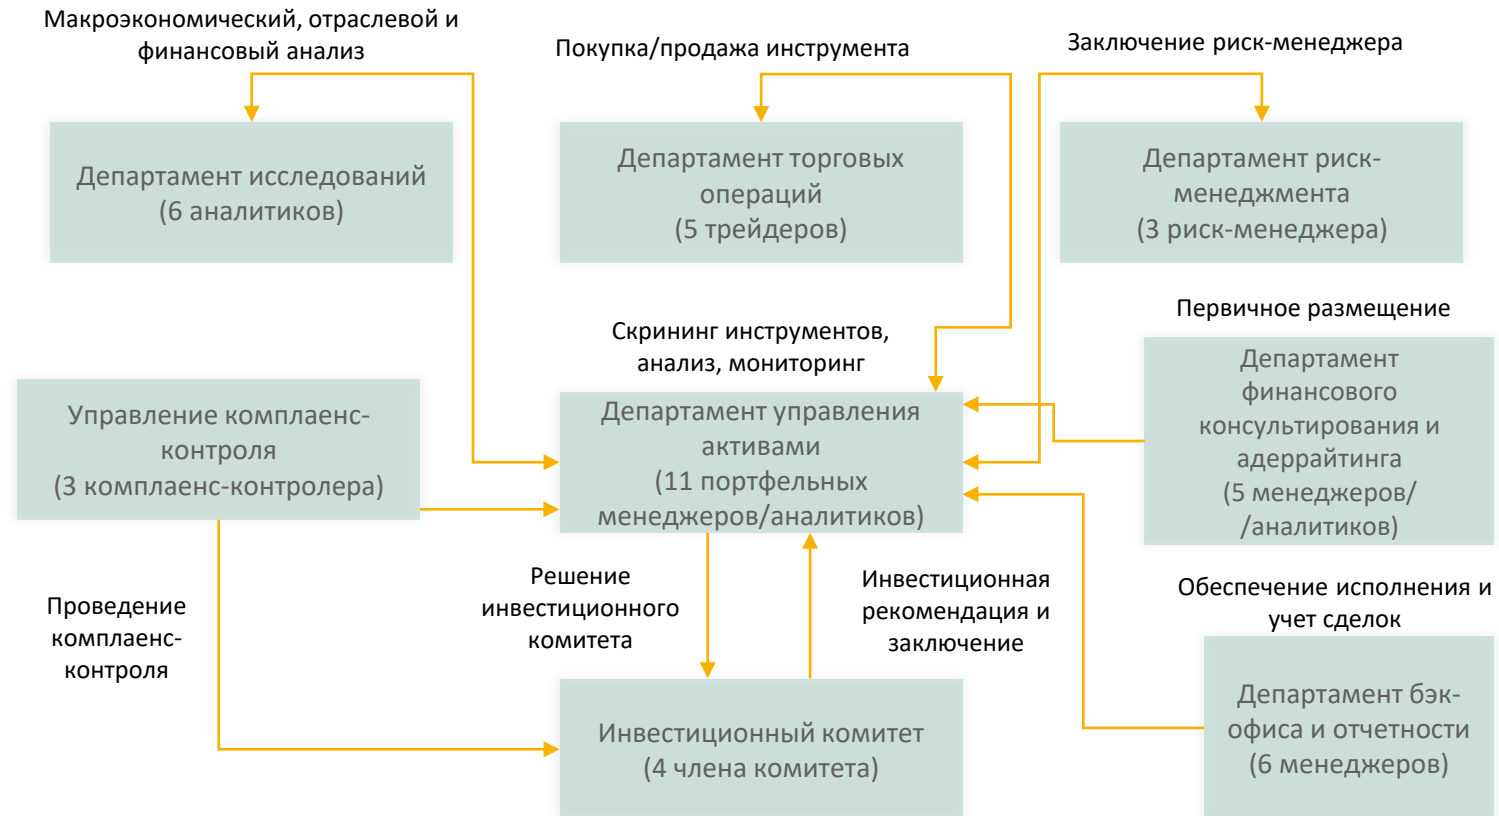 Макроэкономический, отраслевой и
финансовый анализ
Покупка/продажа инструмента
Заключение риск-менеджера
Департамент исследований
(6 аналитиков)
Департамент торговых
операций
(5 трейдеров)
Департамент риск-
менеджмента
(3 риск-менеджера)
Скрининг инструментов,
анализ, мониторинг
Первичное размещение
Управление комплаенс-
контроля
(3 комплаенс-контролера)
Департамент управления
активами
(11 портфельных
менеджеров/аналитиков)
Департамент
финансового
консультирования и
адеррайтинга
(5 менеджеров/
/аналитиков)
Проведение
комплаенс-
контроля
Решение
инвестиционного
комитета
Инвестиционная
рекомендация и
заключение
Обеспечение исполнения и
учет сделок
Инвестиционный комитет
(4 члена комитета)
Департамент бэк-
офиса и отчетности
(6 менеджеров)